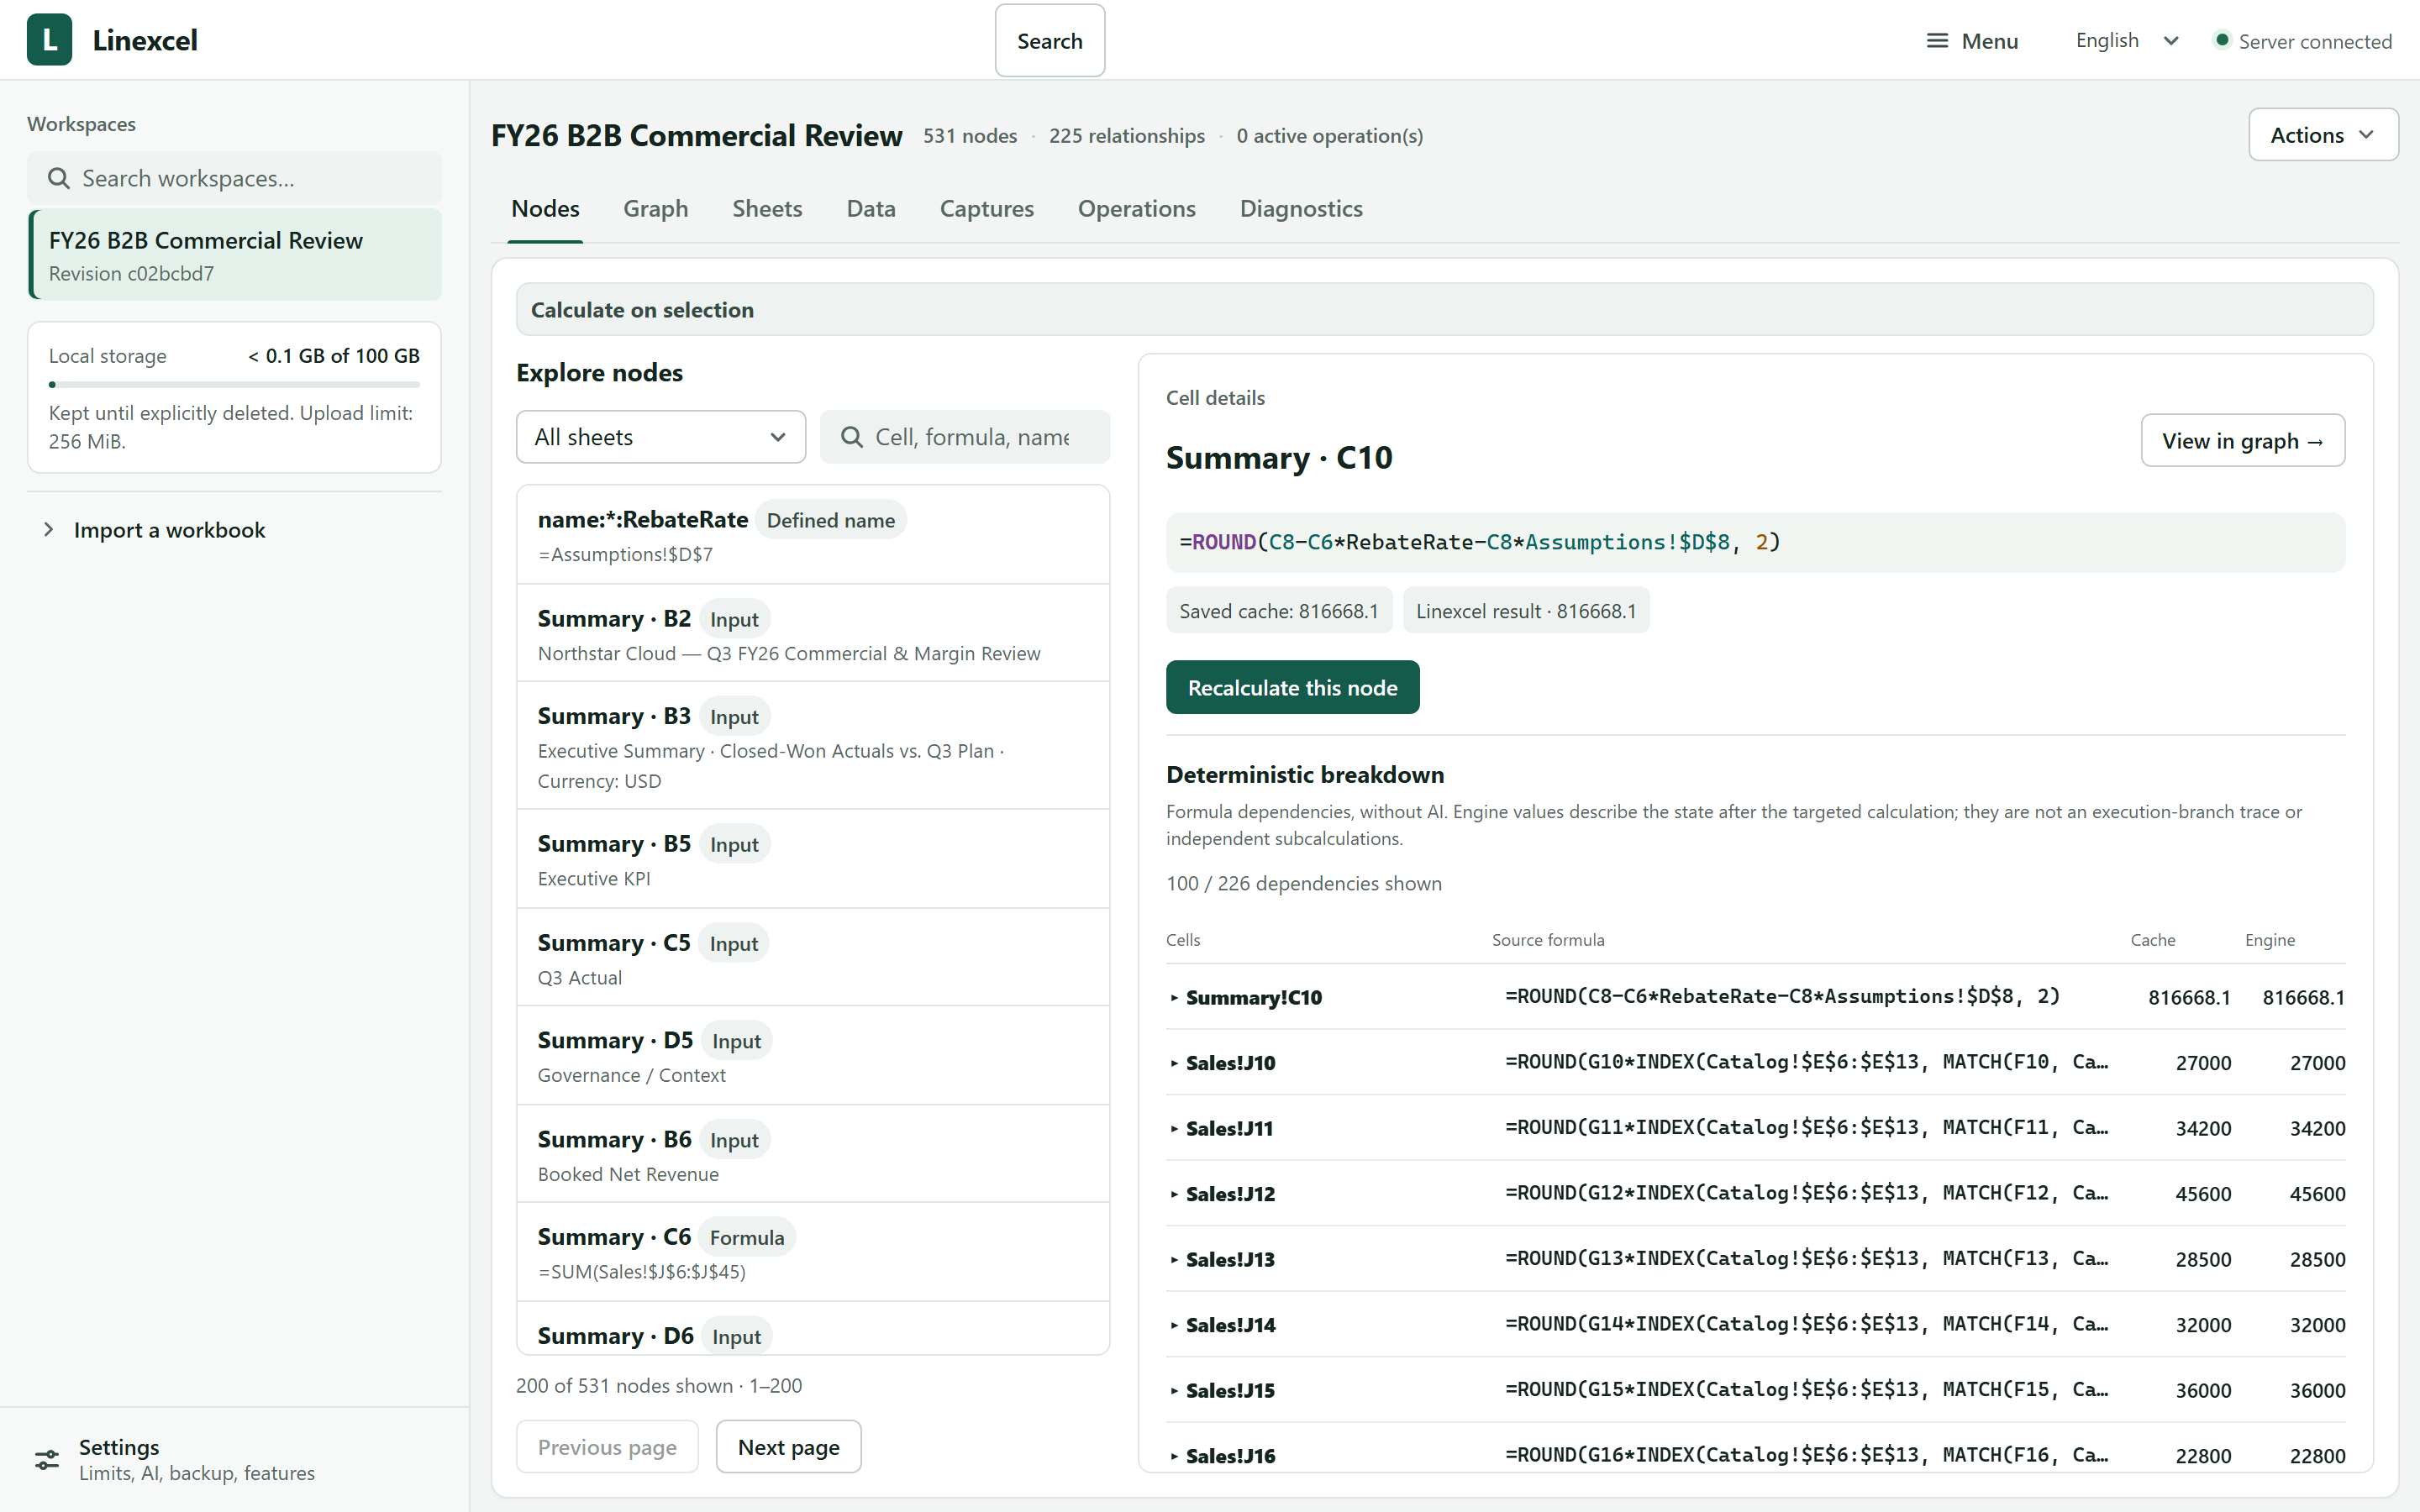 L Linexcel
Search
Menu
English
Server connected
Workspaces
Search workspaces...
FY26 B2B Commercial Review
Revision c02bcbd7
Local storage < 0.1 GB of 100 GB
Kept until explicitly deleted. Upload limit:
256 MiB.
Import a workbook
Settings
Limits, AI, backup, features
FY26 B2B Commercial Review 531 nodes · 225 relationships · 0 active operation(s)
Actions
Nodes Graph Sheets Data Captures Operations Diagnostics
Calculate on selection
Explore nodes
All sheets
Cell, formula, name
name:*:RebateRate Defined name
=Assumptions!$D$7
Summary · B2 Input
Northstar Cloud — Q3 FY26 Commercial & Margin Review
Summary · B3 Input
Executive Summary · Closed-Won Actuals vs. Q3 Plan ·
Currency: USD
Summary · B5 Input
Executive KPI
Summary · C5 Input
Q3 Actual
Summary · D5 Input
Governance / Context
Summary · B6 Input
Booked Net Revenue
Summary · C6 Formula
=SUM(Sales!$J$6:$J$45)
Summary · D6 Input
200 of 531 nodes shown · 1–200
Previous page Next page
Cell details
Summary · C10
View in graph →
=ROUND(C8-C6*RebateRate-C8*Assumptions!$D$8, 2)
Saved cache: 816668.1 Linexcel result · 816668.1
Recalculate this node
Deterministic breakdown
Formula dependencies, without AI. Engine values describe the state after the targeted calculation; they are not an execution-branch trace or
independent subcalculations.
100 / 226 dependencies shown
Cells Source formula Cache Engine
▸ Summary!C10 =ROUND(C8-C6*RebateRate-C8*Assumptions!$D$8, 2) 816668.1 816668.1
▸ Sales!J10 =ROUND(G10*INDEX(Catalog!$E$6:$E$13, MATCH(F10, Ca… 27000 27000
▸ Sales!J11 =ROUND(G11*INDEX(Catalog!$E$6:$E$13, MATCH(F11, Ca… 34200 34200
▸ Sales!J12 =ROUND(G12*INDEX(Catalog!$E$6:$E$13, MATCH(F12, Ca… 45600 45600
▸ Sales!J13 =ROUND(G13*INDEX(Catalog!$E$6:$E$13, MATCH(F13, Ca… 28500 28500
▸ Sales!J14 =ROUND(G14*INDEX(Catalog!$E$6:$E$13, MATCH(F14, Ca… 32000 32000
▸ Sales!J15 =ROUND(G15*INDEX(Catalog!$E$6:$E$13, MATCH(F15, Ca… 36000 36000
▸ Sales!J16 =ROUND(G16*INDEX(Catalog!$E$6:$E$13, MATCH(F16, Ca… 22800 22800